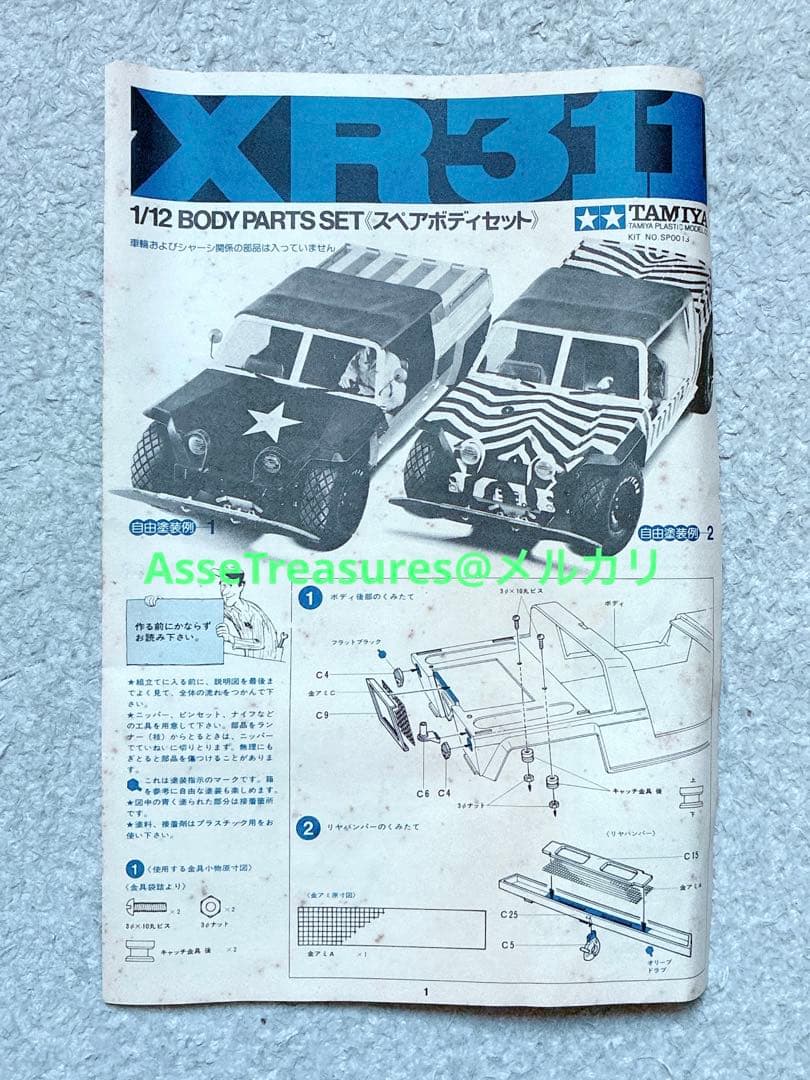 XR311
1/12 BODY PARTS SET《スペアボディセット》
車輪およびシャーシ関係の部品は入っていません
TAMIYA
TAMIYA PLASTIC MODEL
KIT NO. SP0013
自由塗装例 1
自由塗装例 2
AsseTreasures@メルカリ
作る前にかならず
お読み下さい。
★組立てに入る前に、説明図を最後ま
でよく見て、全体の流れをつかんで下
さい。
★ニッパー、ピンセット、ナイフなど
の工具を用意して下さい。部品をラン
ナー（枝）からとるときは、ニッパー
でていねいに切りとります。無理にも
ぎとると部品を傷つけることがありま
す。
これは塗装指示のマークです。箱
を参考に自由な塗装も楽しめます。
★図中の青く塗られた部分は接着箇所
です。
★塗料、接着剤はプラスチック用をお
使い下さい。
1 〈使用する金具小物原寸図〉
〈金具袋詰より〉
×2
×2
3φ×10丸ビス
3φナット
キャッチ金具 後 ×2
1 ボディ後部のくみたて
3φ×10丸ビス
ボディ
フラットブラック
C4
金アミC
C9
C6
C4
3φナット
キャッチ金具 後
上
下
2 リヤバンパーのくみたて
〈リヤバンパー〉
C15
金アミA
〈金アミ原寸図〉
C25
C5
金アミA ×1
オリーブ
ドラブ
1